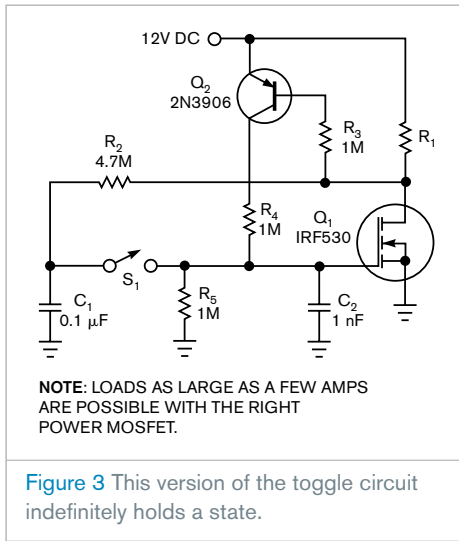 12V DC
Q2
2N3906
R2
4.7M
R3
1M
R1
R4
1M
Q1
IRF530
S1
C1
0.1 µF
R5
1M
C2
1 nF
NOTE: LOADS AS LARGE AS A FEW AMPS
ARE POSSIBLE WITH THE RIGHT
POWER MOSFET.
Figure 3 This version of the toggle circuit
indefinitely holds a state.